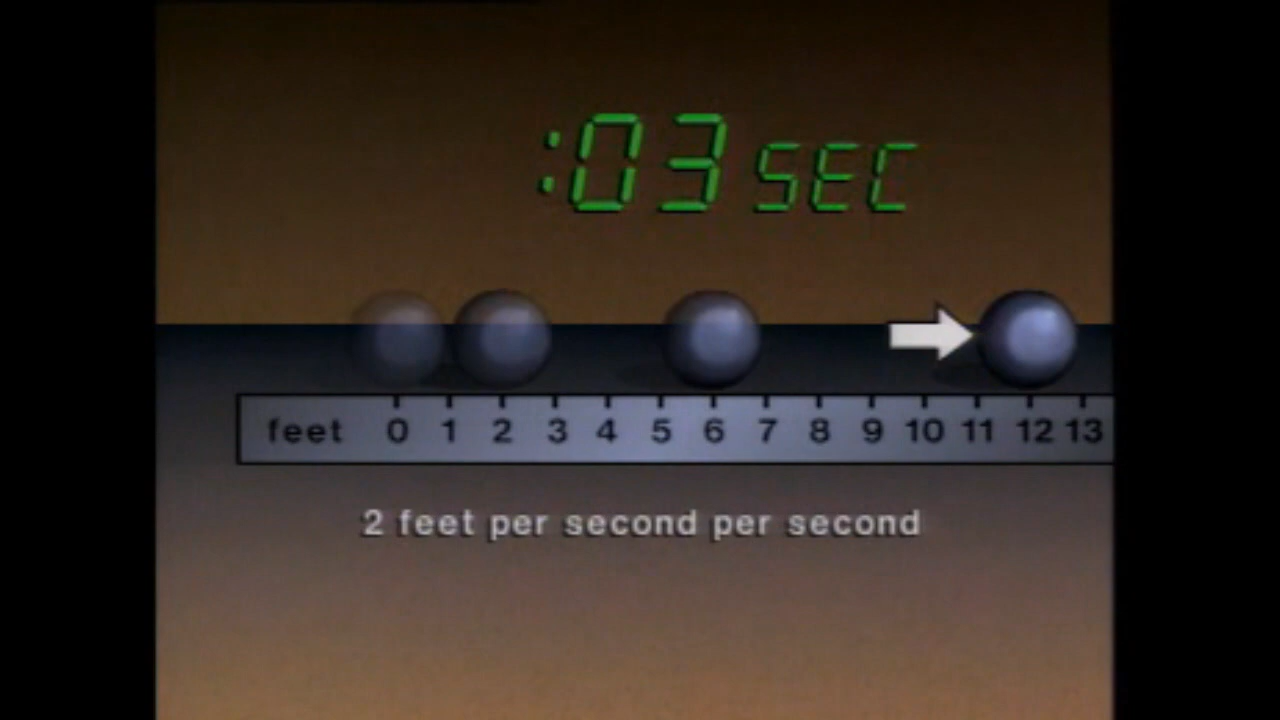 :03 SEC
feet 0 1 2 3 4 5 6 7 8 9 10 11 12 13
2 feet per second per second